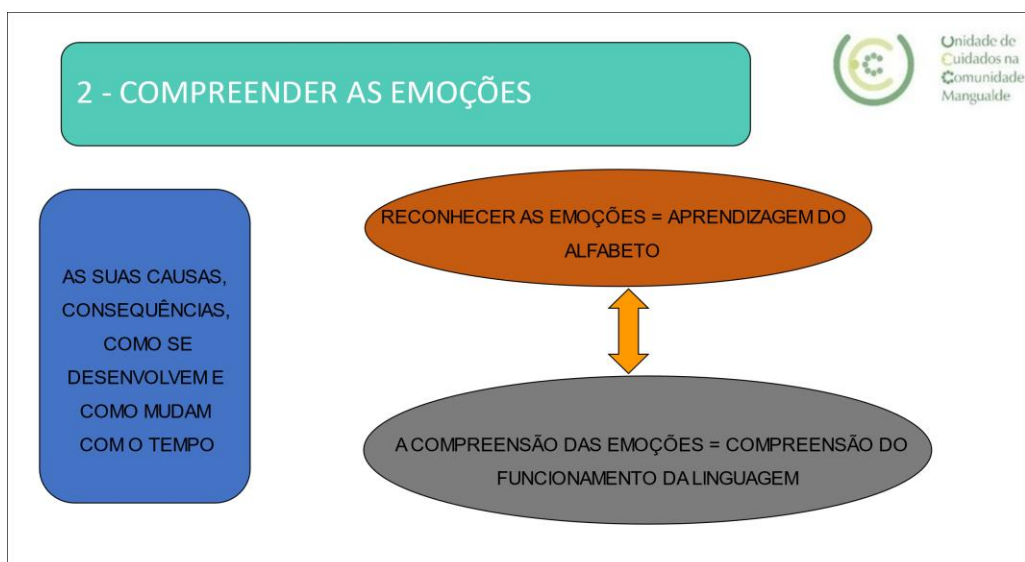 2 - COMPREENDER AS EMOÇÕES
Unidade de
Cuidados na
Comunidade
Mangualde
AS SUAS CAUSAS,
CONSEQUÊNCIAS,
COMO SE
DESENVOLVEM E
COMO MUDAM
COM O TEMPO
RECONHECER AS EMOÇÕES = APRENDIZAGEM DO
ALFABETO
A COMPREENSÃO DAS EMOÇÕES = COMPREENSÃO DO
FUNCIONAMENTO DA LINGUAGEM